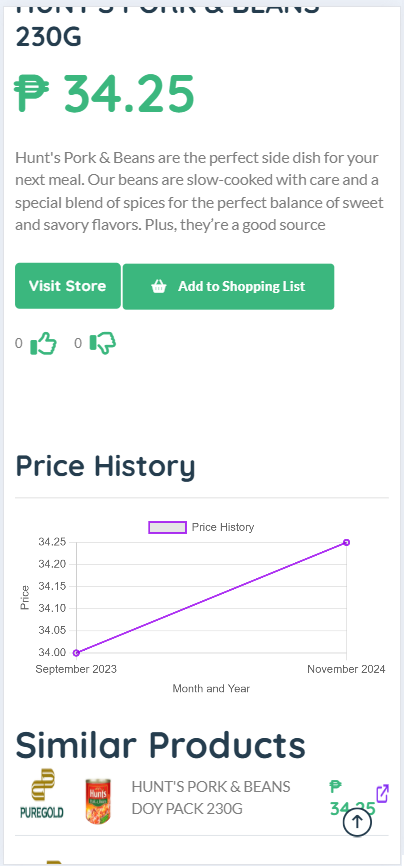 HUNT'S PORK & BEANS
230G
₱ 34.25
Hunt's Pork & Beans are the perfect side dish for your
next meal. Our beans are slow-cooked with care and a
special blend of spices for the perfect balance of sweet
and savory flavors. Plus, they’re a good source
Visit Store
Add to Shopping List
0
0
Price History
Price History
34.25
34.20
34.15
34.10
34.05
34.00
Price
September 2023
November 2024
Month and Year
Similar Products
PUREGOLD
Hunt's
HUNT'S PORK & BEANS
DOY PACK 230G
₱
34.25